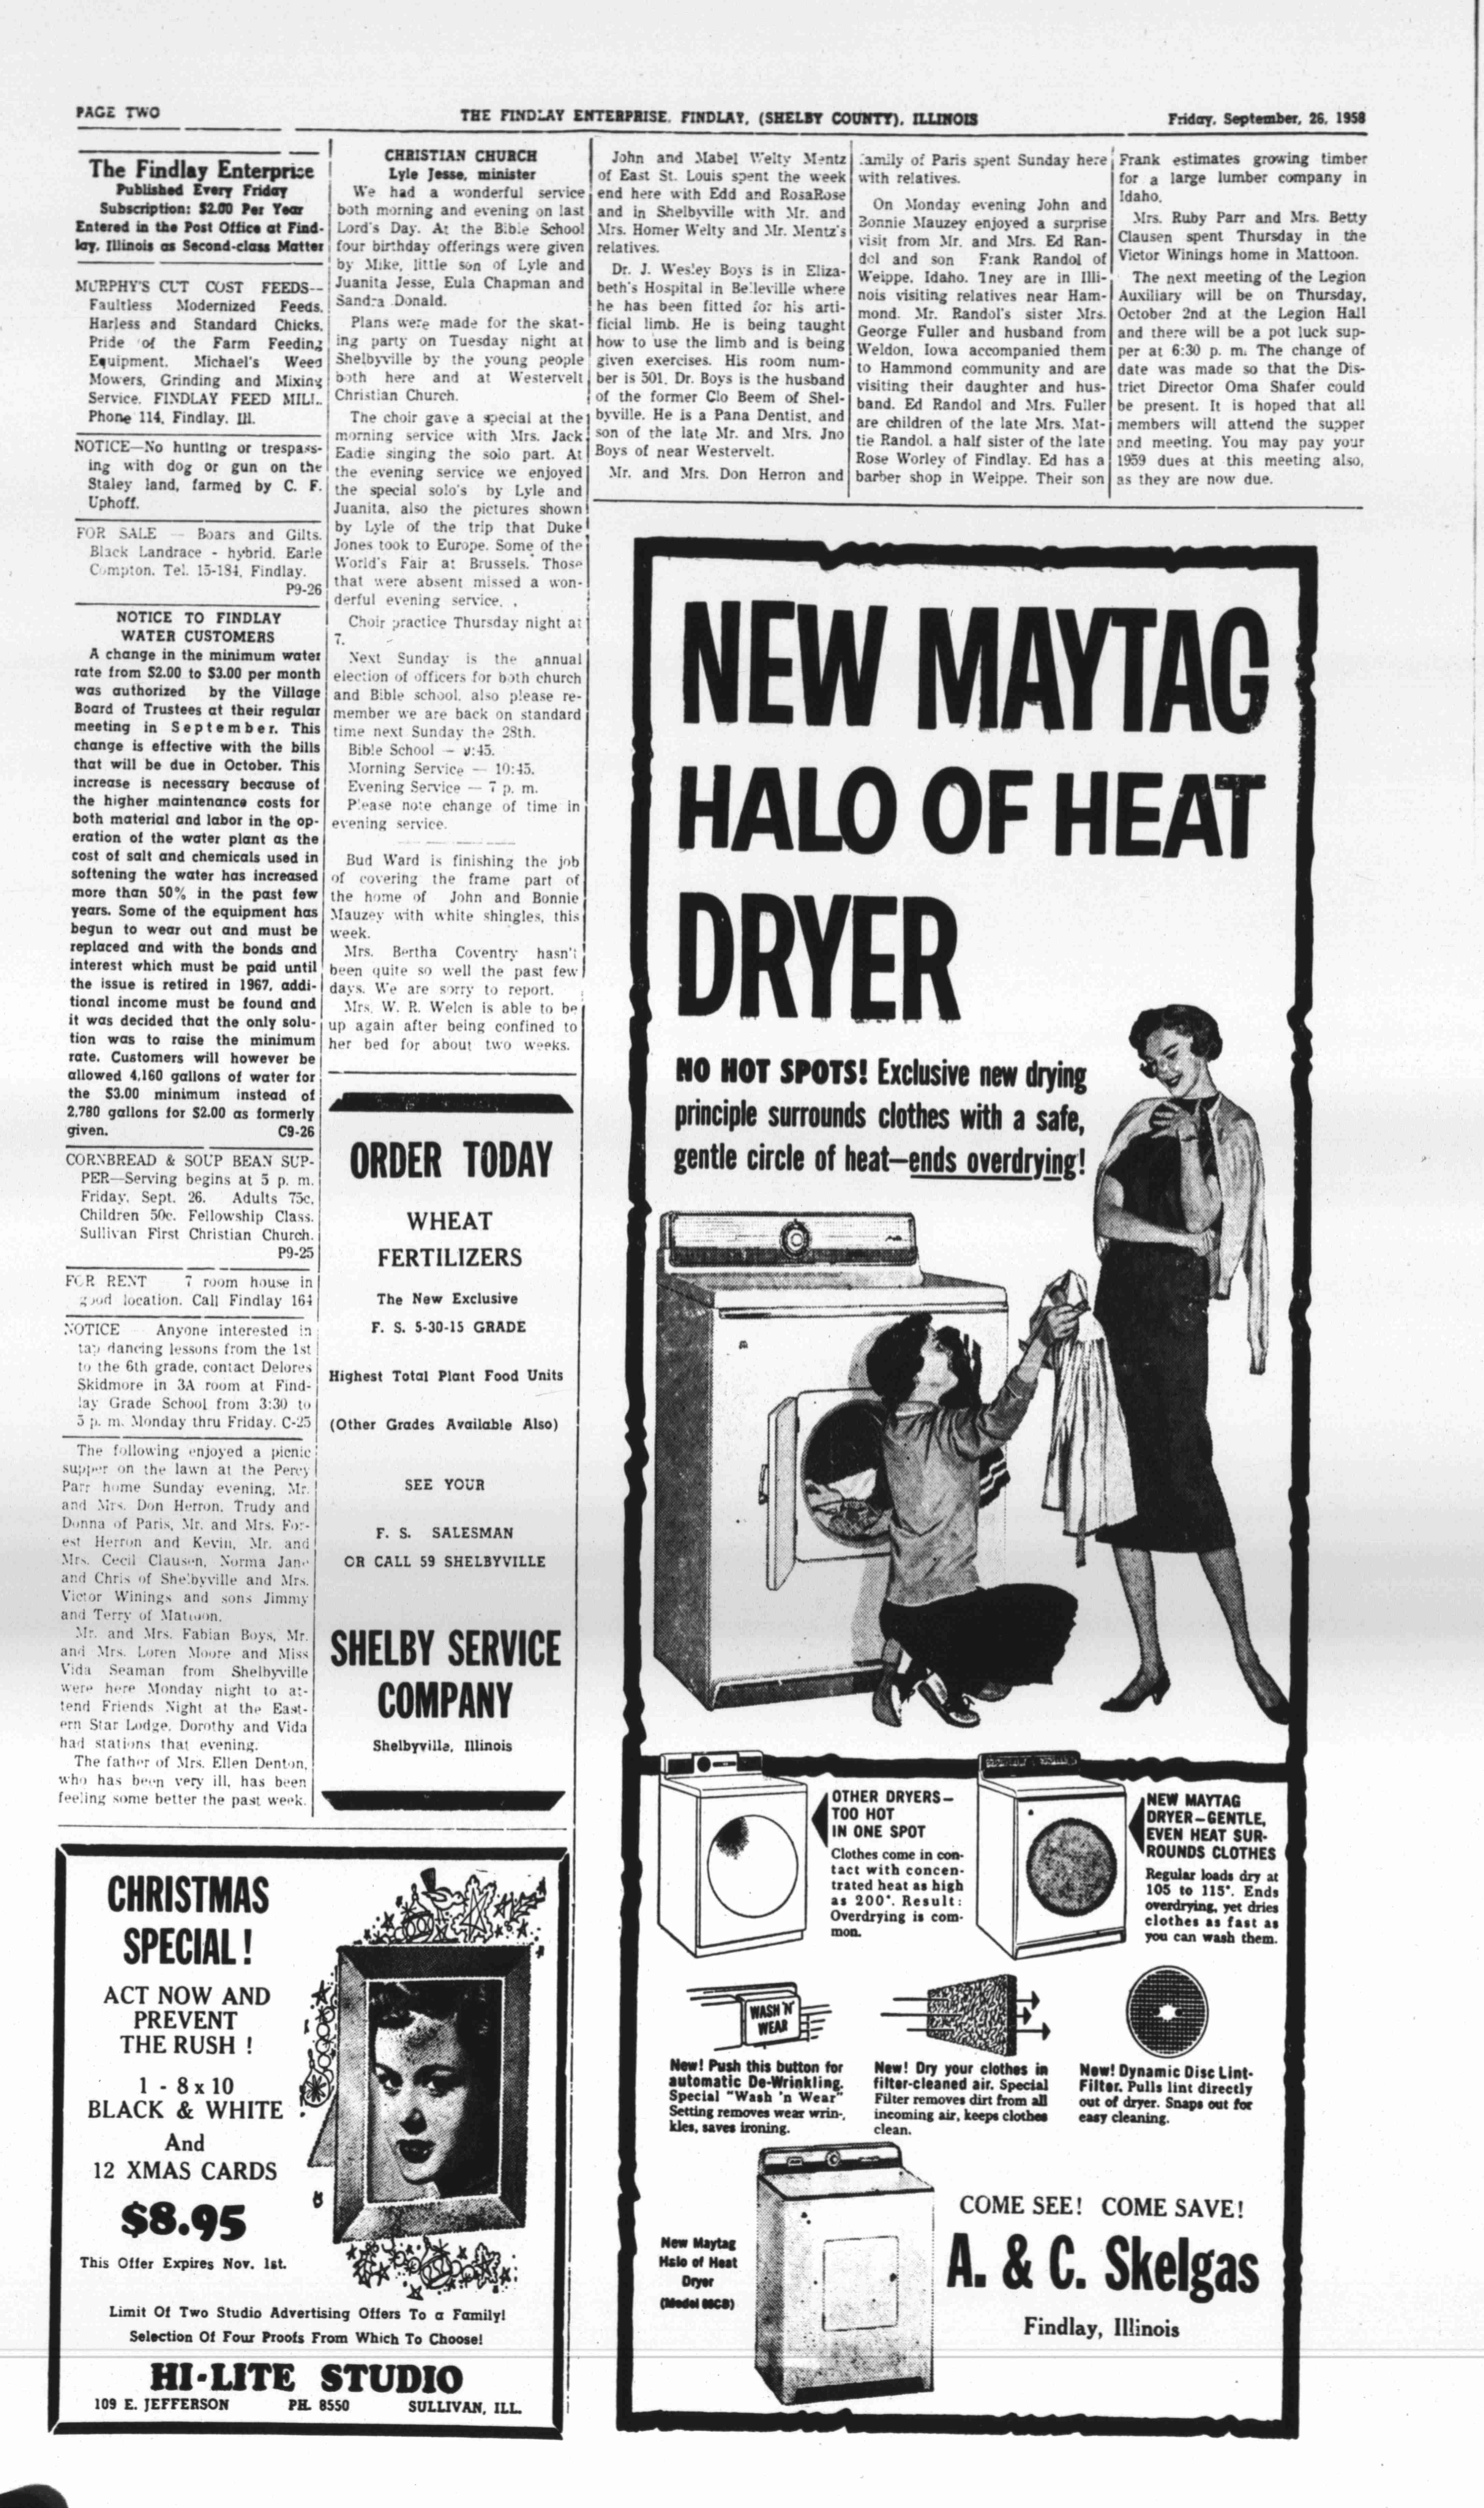 PAGE TWO
THE FINDLAY ENTERPRISE, FINDLAY, (SHELBY COUNTY), ILLINOIS
Friday, September, 26, 1958
The Findlay Enterprise
Published Every Friday
Subscription: $2.00 Per Year
Entered in the Post Office at Find-
lay, Illinois as Second-class Matter
MURPHY'S CUT COST FEEDS--
Faultless Modernized Feeds.
Harless and Standard Chicks.
Pride of the Farm Feeding
Equipment. Michael's Weed
Mowers, Grinding and Mixing
Service. FINDLAY FEED MILL.
Phone 114, Findlay. Ill.
NOTICE—No hunting or trespass-
ing with dog or gun on the
Staley land, farmed by C. F.
Uphoff.
FOR SALE — Boars and Gilts.
Black Landrace - hybrid. Earle
Compton. Tel. 15-184, Findlay.
P9-26
NOTICE TO FINDLAY
WATER CUSTOMERS
A change in the minimum water
rate from $2.00 to $3.00 per month
was authorized by the Village
Board of Trustees at their regular
meeting in September. This
change is effective with the bills
that will be due in October. This
increase is necessary because of
the higher maintenance costs for
both material and labor in the op-
eration of the water plant as the
cost of salt and chemicals used in
softening the water has increased
more than 50% in the past few
years. Some of the equipment has
begun to wear out and must be
replaced and with the bonds and
interest which must be paid until
the issue is retired in 1967, addi-
tional income must be found and
it was decided that the only solu-
tion was to raise the minimum
rate. Customers will however be
allowed 4,160 gallons of water for
the $3.00 minimum instead of
2,780 gallons for $2.00 as formerly
given. C9-26
CORNBREAD & SOUP BEAN SUP-
PER—Serving begins at 5 p. m.
Friday, Sept. 26. Adults 75c,
Children 50c. Fellowship Class.
Sullivan First Christian Church.
P9-25
FOR RENT 7 room house in
good location. Call Findlay 164
NOTICE Anyone interested in
tap dancing lessons from the 1st
to the 6th grade, contact Delores
Skidmore in 3A room at Find-
lay Grade School from 3:30 to
5 p. m. Monday thru Friday. C-25
The following enjoyed a picnic
supper on the lawn at the Percy
Parr home Sunday evening, Mr.
and Mrs. Don Herron, Trudy and
Donna of Paris, Mr. and Mrs. For-
est Herron and Kevin, Mr. and
Mrs. Cecil Clausen, Norma Jane
and Chris of Shelbyville and Mrs.
Victor Winings and sons Jimmy
and Terry of Mattoon.
Mr. and Mrs. Fabian Boys, Mr.
and Mrs. Loren Moore and Miss
Vida Seaman from Shelbyville
were here Monday night to at-
tend Friends Night at the East-
ern Star Lodge. Dorothy and Vida
had stations that evening.
The father of Mrs. Ellen Denton,
who has been very ill, has been
feeling some better the past week.
CHRISTIAN CHURCH
Lyle Jesse, minister
We had a wonderful service
both morning and evening on last
Lord's Day. At the Bible School
four birthday offerings were given
by Mike, little son of Lyle and
Juanita Jesse, Eula Chapman and
Sandra Donald.
Plans were made for the skat-
ing party on Tuesday night at
Shelbyville by the young people
both here and at Westervelt
Christian Church.
The choir gave a special at the
morning service with Mrs. Jack
Eadie singing the solo part. At
the evening service we enjoyed
the special solo's by Lyle and
Juanita, also the pictures shown
by Lyle of the trip that Duke
Jones took to Europe. Some of the
World's Fair at Brussels. Those
that were absent missed a won-
derful evening service.
Choir practice Thursday night at
7.
Next Sunday is the annual
election of officers for both church
and Bible school, also please re-
member we are back on standard
time next Sunday the 28th.
Bible School — 9:45.
Morning Service — 10:45.
Evening Service — 7 p. m.
Please note change of time in
evening service.
Bud Ward is finishing the job
of covering the frame part of
the home of John and Bonnie
Mauzey with white shingles, this
week.
Mrs. Bertha Coventry hasn't
been quite so well the past few
days. We are sorry to report.
Mrs. W. R. Welch is able to be
up again after being confined to
her bed for about two weeks.
ORDER TODAY
WHEAT
FERTILIZERS
The New Exclusive
F. S. 5-30-15 GRADE
Highest Total Plant Food Units
(Other Grades Available Also)
SEE YOUR
F. S. SALESMAN
OR CALL 59 SHELBYVILLE
SHELBY SERVICE
COMPANY
Shelbyville, Illinois
John and Mabel Welty Mentz
of East St. Louis spent the week
end here with Edd and RosaRose
and in Shelbyville with Mr. and
Mrs. Homer Welty and Mr. Mentz's
relatives.
Dr. J. Wesley Boys is in Eliza-
beth's Hospital in Belleville where
he has been fitted for his arti-
ficial limb. He is being taught
how to use the limb and is being
given exercises. His room num-
ber is 501. Dr. Boys is the husband
of the former Clo Beem of Shel-
byville. He is a Pana Dentist, and
son of the late Mr. and Mrs. Jno
Boys of near Westervelt.
Mr. and Mrs. Don Herron and
family of Paris spent Sunday here
with relatives.
On Monday evening John and
Bonnie Mauzey enjoyed a surprise
visit from Mr. and Mrs. Ed Ran-
dol and son Frank Randol of
Weippe, Idaho. They are in Illi-
nois visiting relatives near Ham-
mond. Mr. Randol's sister Mrs.
George Fuller and husband from
Weldon, Iowa accompanied them
to Hammond community and are
visiting their daughter and hus-
band. Ed Randol and Mrs. Fuller
are children of the late Mrs. Mat-
tie Randol, a half sister of the late
Rose Worley of Findlay. Ed has a
barber shop in Weippe. Their son
Frank estimates growing timber
for a large lumber company in
Idaho.
Mrs. Ruby Parr and Mrs. Betty
Clausen spent Thursday in the
Victor Winings home in Mattoon.
The next meeting of the Legion
Auxiliary will be on Thursday,
October 2nd at the Legion Hall
and there will be a pot luck sup-
per at 6:30 p. m. The change of
date was made so that the Dis-
trict Director Oma Shafer could
be present. It is hoped that all
members will attend the supper
and meeting. You may pay your
1959 dues at this meeting also,
as they are now due.
NEW MAYTAG
HALO OF HEAT
DRYER
NO HOT SPOTS! Exclusive new drying
principle surrounds clothes with a safe,
gentle circle of heat—ends overdrying!
OTHER DRYERS—
TOO HOT
IN ONE SPOT
Clothes come in con-
tact with concen-
trated heat as high
as 200°. Result:
Overdrying is com-
mon.
NEW MAYTAG
DRYER—GENTLE,
EVEN HEAT SUR-
ROUNDS CLOTHES
Regular loads dry at
105 to 115°. Ends
overdrying, yet dries
clothes as fast as
you can wash them.
WASH 'N'
WEAR
New! Push this button for
automatic De-Wrinkling.
Special "Wash 'n Wear"
Setting removes wear wrin-
kles, saves ironing.
New! Dry your clothes in
filter-cleaned air. Special
Filter removes dirt from all
incoming air, keeps clothes
clean.
New! Dynamic Disc Lint-
Filter. Pulls lint directly
out of dryer. Snaps out for
easy cleaning.
New Maytag
Halo of Heat
Dryer
(Model
COME SEE! COME SAVE!
A. & C. Skelgas
Findlay, Illinois
CHRISTMAS
SPECIAL!
ACT NOW AND
PREVENT
THE RUSH !
1 - 8 x 10
BLACK & WHITE
And
12 XMAS CARDS
$8.95
This Offer Expires Nov. 1st.
Limit Of Two Studio Advertising Offers To a Family!
Selection Of Four Proofs From Which To Choose!
HI-LITE STUDIO
109 E. JEFFERSON PH. 8550 SULLIVAN, ILL.